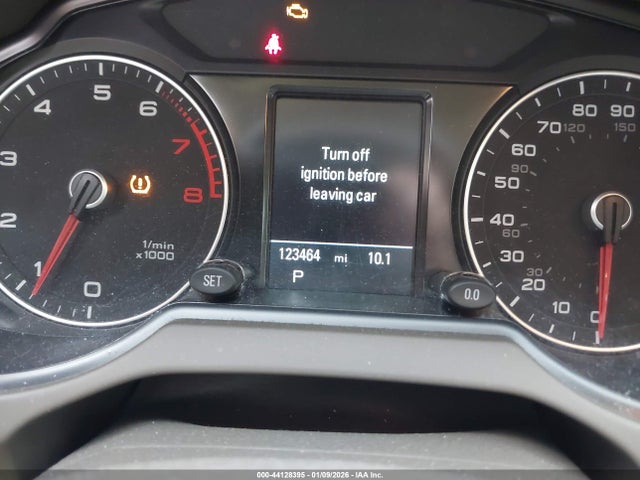 Turn off
ignition before
leaving car
123464 mi 10.1
P
SET
0.0
0 1 2 3 4 5 6 7 8
1/min
x1000
0 10 20 30 40 50 60 70 80 90
30 60 90 120 150
000-44128395 - 01/09/2026 - IAA Inc.